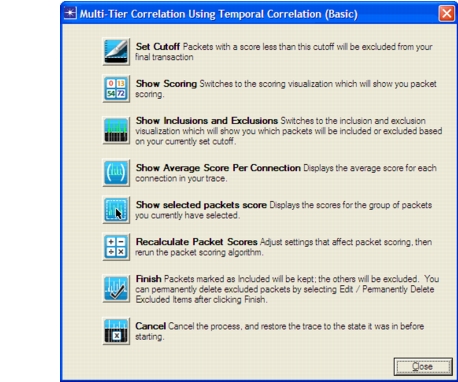 Multi-Tier Correlation Using Temporal Correlation (Basic)
Set Cutoff Packets with a score less than this cutoff will be excluded from your
final transaction
0 13
54 72
Show Scoring Switches to the scoring visualization which will show you packet
scoring.
Show Inclusions and Exclusions Switches to the inclusion and exclusion
visualization which will show you which packets will be included or excluded based
on your currently set cutoff.
Show Average Score Per Connection Displays the average score for each
connection in your trace.
Show selected packets score Displays the scores for the group of packets
you currently have selected.
Recalculate Packet Scores Adjust settings that affect packet scoring, then
rerun the packet scoring algorithm.
Finish Packets marked as Included will be kept; the others will be excluded. You
can permanently delete excluded packets by selecting Edit / Permanently Delete
Excluded Items after clicking Finish.
Cancel Cancel the process, and restore the trace to the state it was in before
starting.
Close